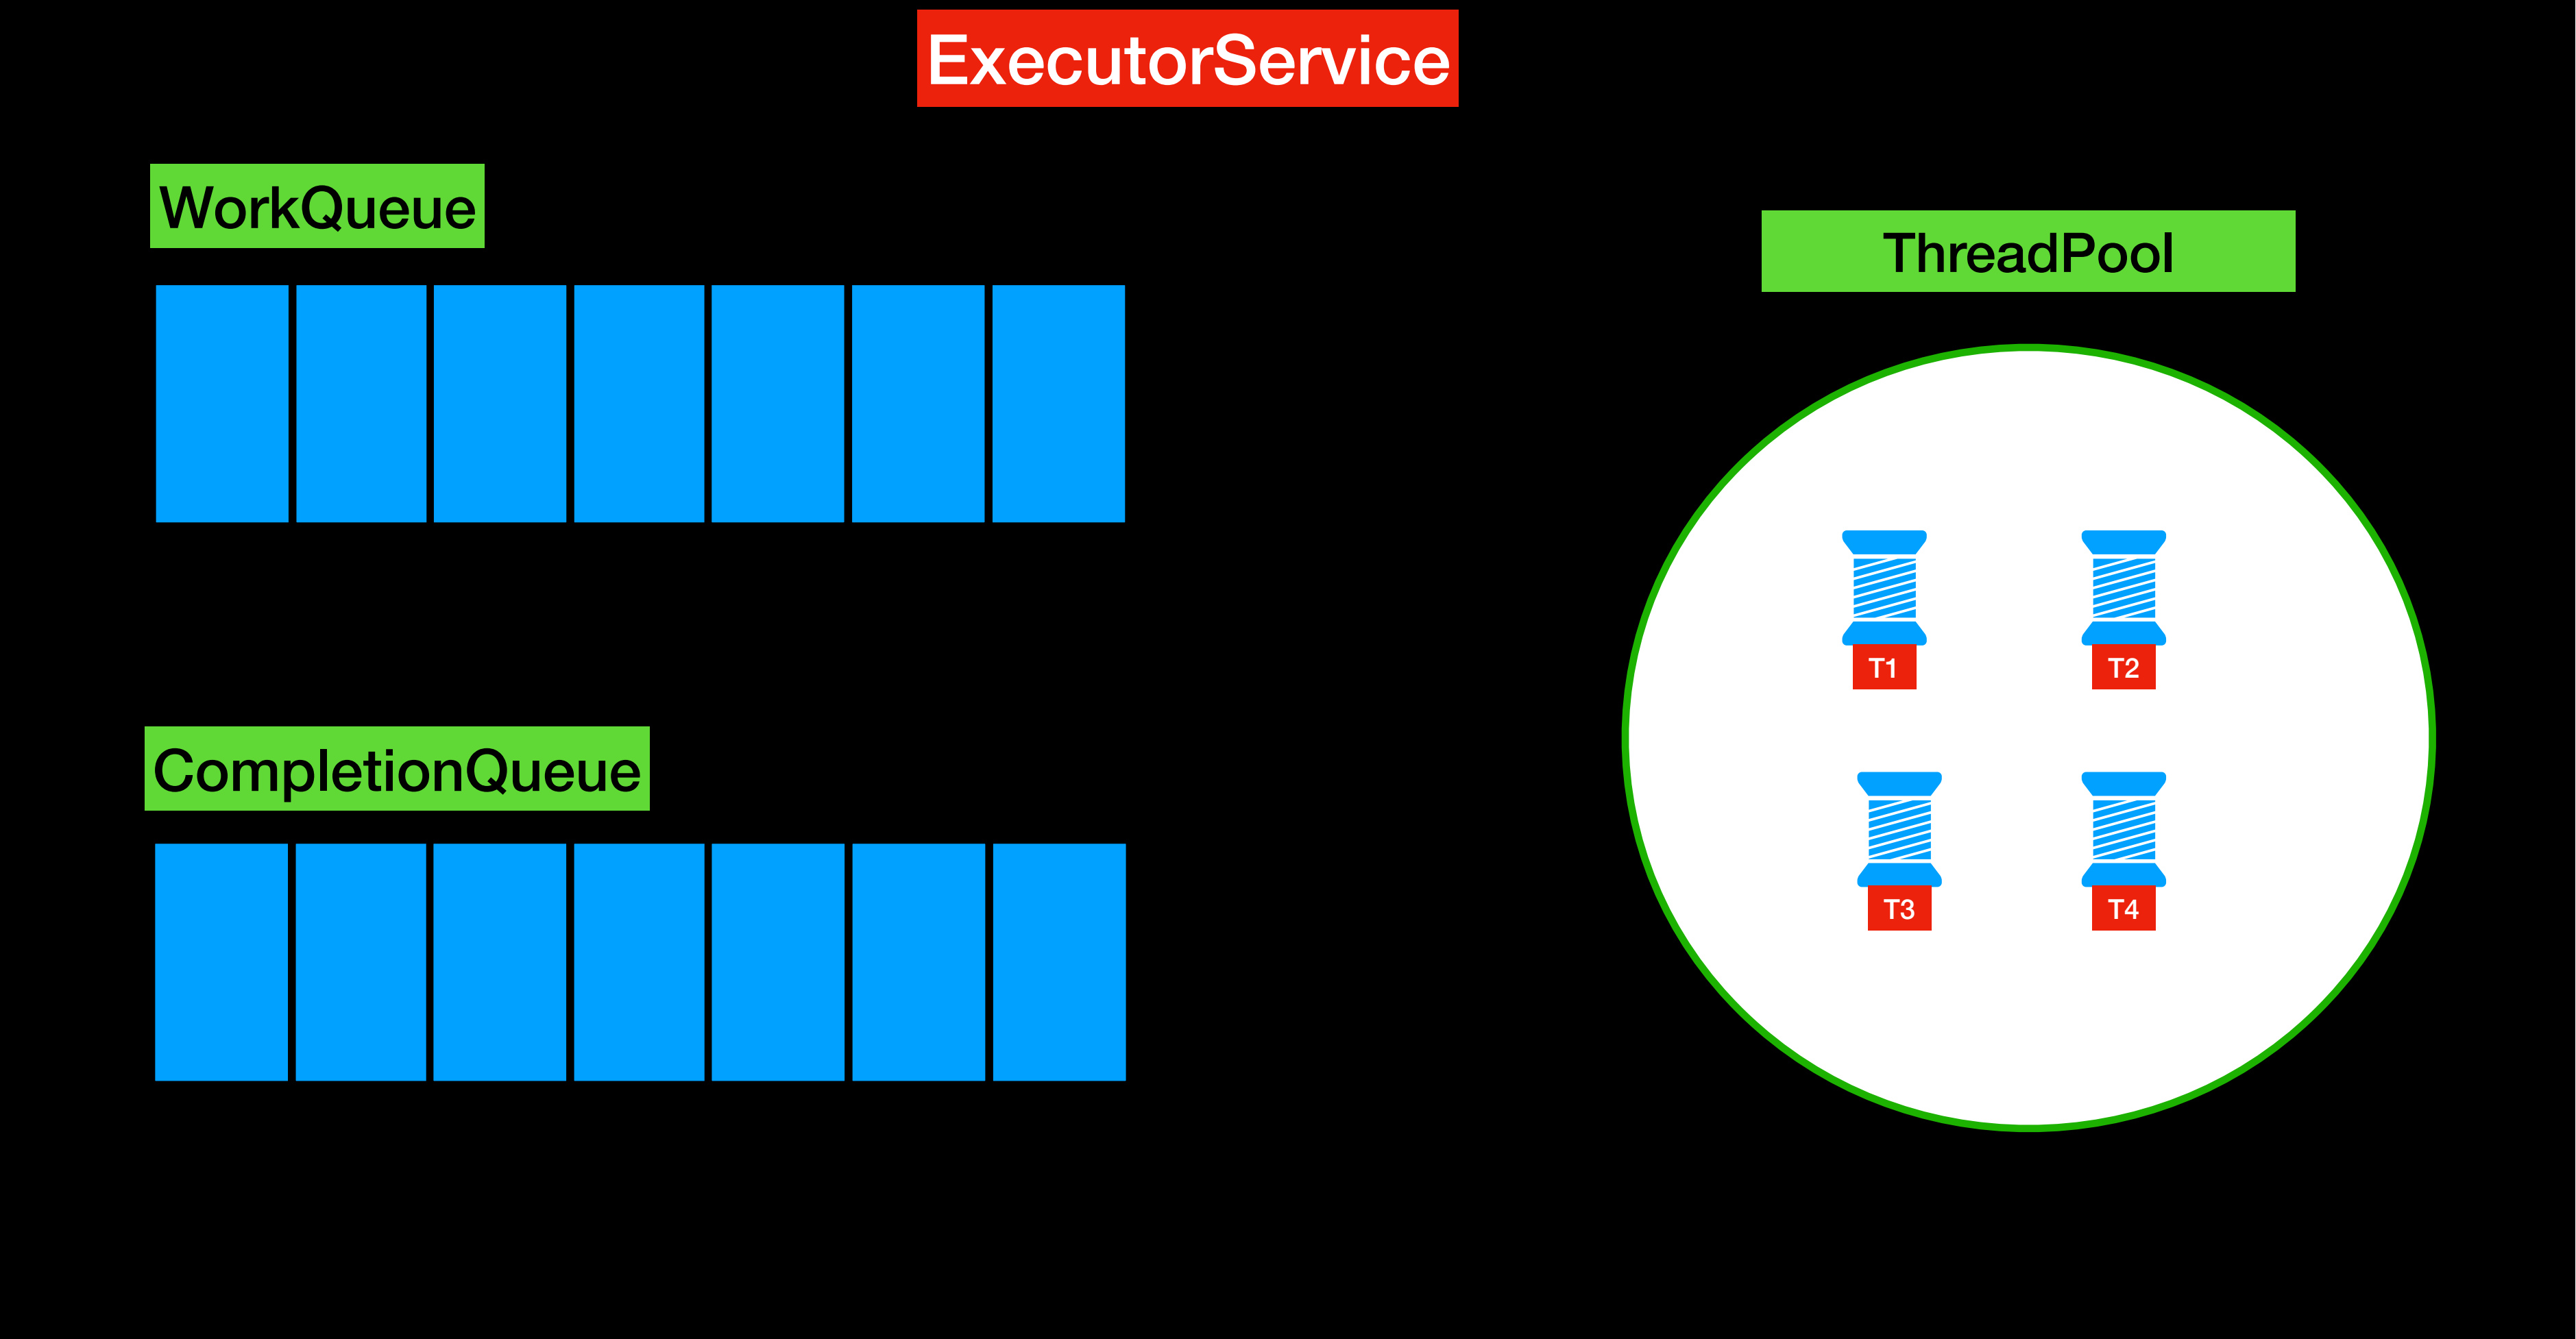 ExecutorService
WorkQueue
ThreadPool
T1
T2
CompletionQueue
T3
T4